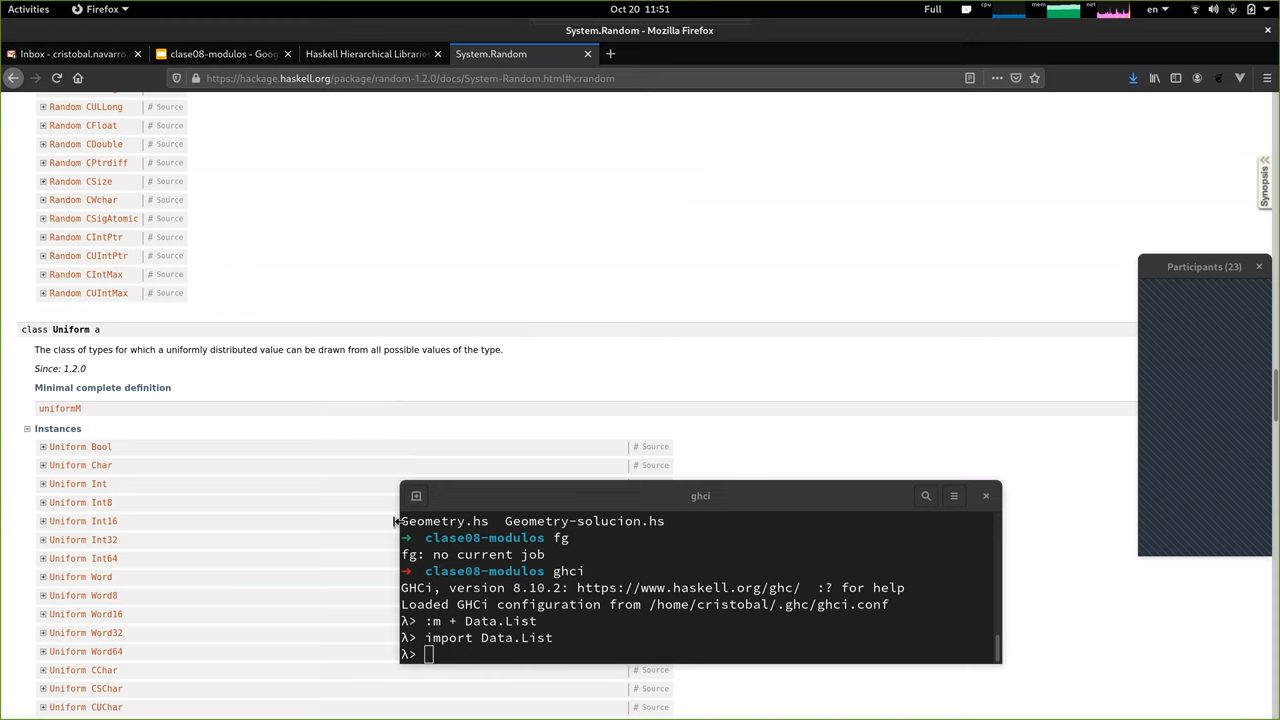 Activities Firefox Oct 20 11:51 Full cpu mem net en
System.Random - Mozilla Firefox
Inbox - cristobal.navarro. clase08-modulos - Goog Haskell Hierarchical Libraries System.Random
https://hackage.haskell.org/package/random-1.2.0/docs/System-Random.html#v:random
Random CULLong # Source
Random CFloat # Source
Random CDouble # Source
Random CPtrdiff # Source
Random CSize # Source
Random CWchar # Source
Random CSigAtomic # Source
Random CIntPtr # Source
Random CUIntPtr # Source
Random CIntMax # Source
Random CUIntMax # Source
Synopsis
class Uniform a
The class of types for which a uniformly distributed value can be drawn from all possible values of the type.
Since: 1.2.0
Minimal complete definition
uniformM
Instances
Uniform Bool # Source
Uniform Char # Source
Uniform Int
Uniform Int8
Uniform Int16
Uniform Int32
Uniform Int64
Uniform Word
Uniform Word8
Uniform Word16
Uniform Word32
Uniform Word64
Uniform CChar # Source
Uniform CSChar # Source
Uniform CUChar # Source
Participants (23)
ghci
Geometry.hs Geometry-solucion.hs
➜ clase08-modulos fg
fg: no current job
➜ clase08-modulos ghci
GHCi, version 8.10.2: https://www.haskell.org/ghc/ :? for help
Loaded GHCi configuration from /home/cristobal/.ghc/ghci.conf
λ> :m + Data.List
λ> import Data.List
λ>